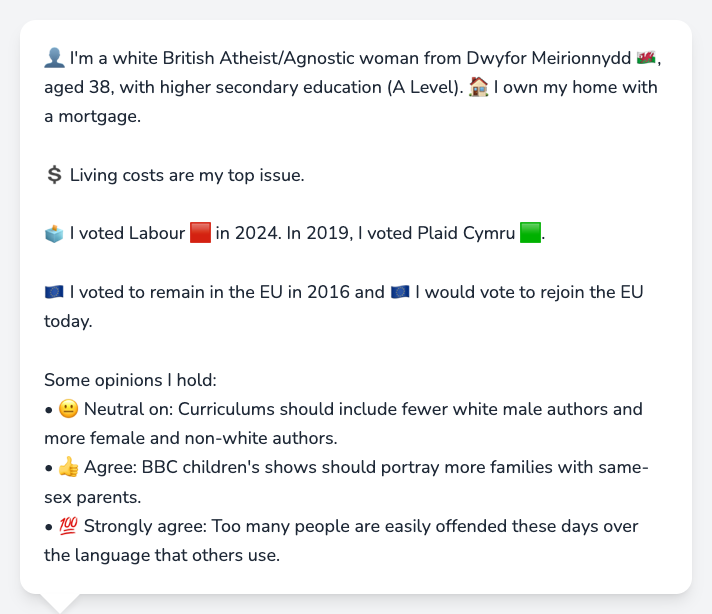 👤 I'm a white British Atheist/Agnostic woman from Dwyfor Meirionnydd 🏴󠁧󠁢󠁷󠁬󠁳󠁿,
aged 38, with higher secondary education (A Level). 🏠 I own my home with
a mortgage.
💲 Living costs are my top issue.
🗳️ I voted Labour 🟥 in 2024. In 2019, I voted Plaid Cymru 🟩.
🇪🇺 I voted to remain in the EU in 2016 and 🇪🇺 I would vote to rejoin the EU
today.
Some opinions I hold:
• 😐 Neutral on: Curriculums should include fewer white male authors and
more female and non-white authors.
• 👍 Agree: BBC children's shows should portray more families with same-
sex parents.
• 💯 Strongly agree: Too many people are easily offended these days over
the language that others use.